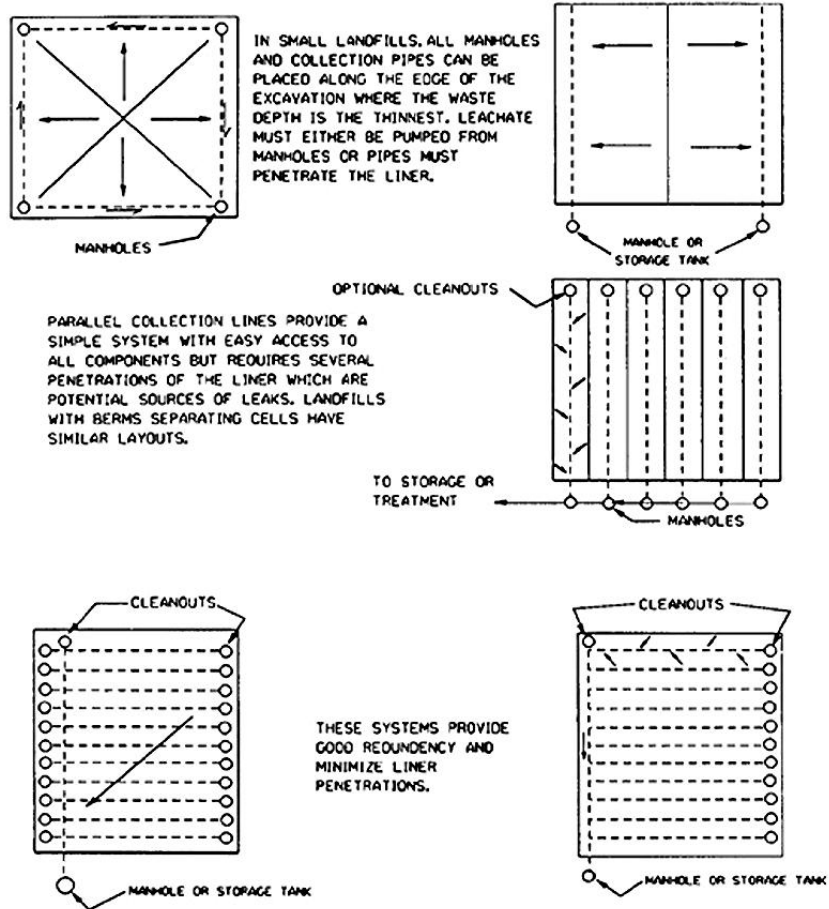 IN SMALL LANDFILLS, ALL MANHOLES
AND COLLECTION PIPES CAN BE
PLACED ALONG THE EDGE OF THE
EXCAVATION WHERE THE WASTE
DEPTH IS THE THINNEST. LEACHATE
MUST EITHER BE PUMPED FROM
MANHOLES OR PIPES MUST
PENETRATE THE LINER.
MANHOLES
MANHOLE OR
STORAGE TANK
OPTIONAL CLEANOUTS
PARALLEL COLLECTION LINES PROVIDE A
SIMPLE SYSTEM WITH EASY ACCESS TO
ALL COMPONENTS BUT REQUIRES SEVERAL
PENETRATIONS OF THE LINER WHICH ARE
POTENTIAL SOURCES OF LEAKS. LANDFILLS
WITH BERMS SEPARATING CELLS HAVE
SIMILAR LAYOUTS.
TO STORAGE OR
TREATMENT
MANHOLES
CLEANOUTS
CLEANOUTS
THESE SYSTEMS PROVIDE
GOOD REDUNDENCY AND
MINIMIZE LINER
PENETRATIONS.
MANHOLE OR STORAGE TANK
MANHOLE OR STORAGE TANK